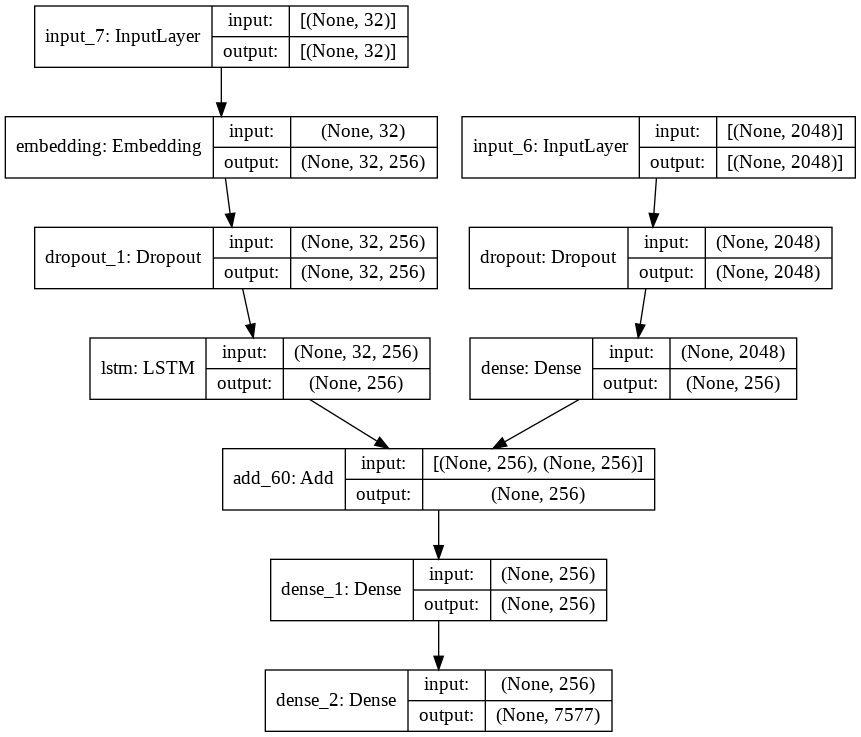 input_7: InputLayer
input: [(None, 32)]
output: [(None, 32)]
embedding: Embedding
input: (None, 32)
output: (None, 32, 256)
input_6: InputLayer
input: [(None, 2048)]
output: [(None, 2048)]
dropout_1: Dropout
input: (None, 32, 256)
output: (None, 32, 256)
dropout: Dropout
input: (None, 2048)
output: (None, 2048)
lstm: LSTM
input: (None, 32, 256)
output: (None, 256)
dense: Dense
input: (None, 2048)
output: (None, 256)
add_60: Add
input: [(None, 256), (None, 256)]
output: (None, 256)
dense_1: Dense
input: (None, 256)
output: (None, 256)
dense_2: Dense
input: (None, 256)
output: (None, 7577)